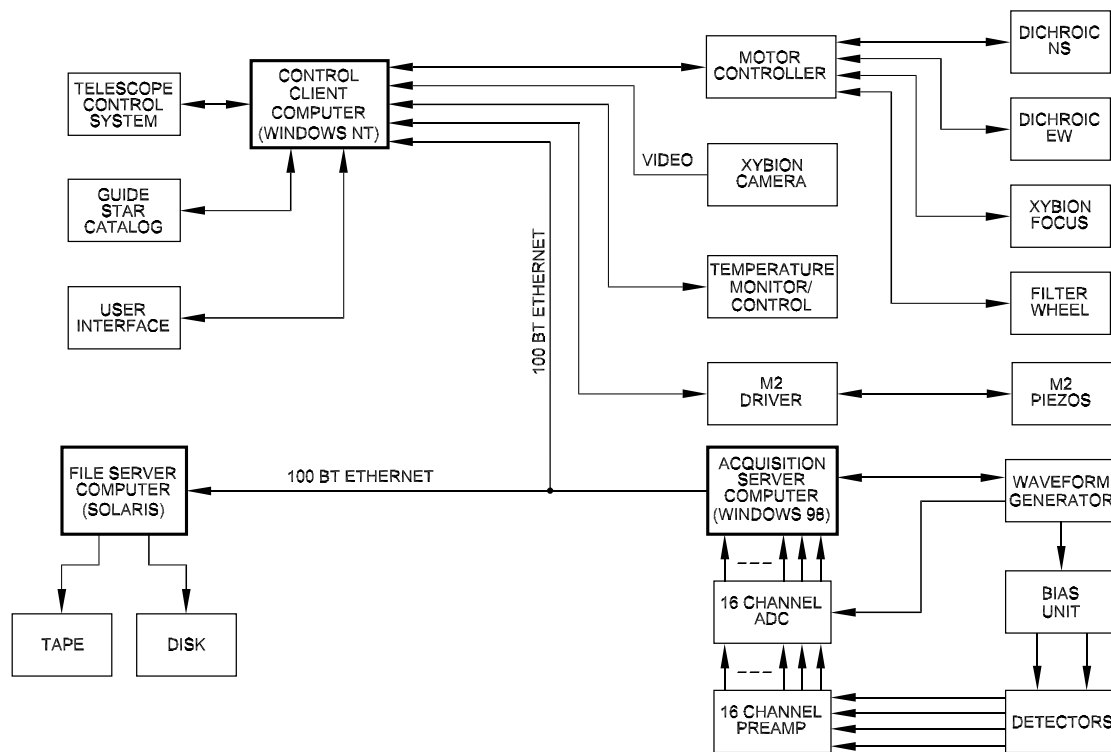 TELESCOPE
CONTROL
SYSTEM
CONTROL
CLIENT
COMPUTER
(WINDOWS NT)
MOTOR
CONTROLLER
DICHROIC
NS
DICHROIC
EW
GUIDE
STAR
CATALOG
VIDEO
XYBION
CAMERA
XYBION
FOCUS
USER
INTERFACE
TEMPERATURE
MONITOR/
CONTROL
FILTER
WHEEL
100 BT ETHERNET
M2
DRIVER
M2
PIEZOS
FILE SERVER
COMPUTER
(SOLARIS)
100 BT ETHERNET
ACQUISITION
SERVER
COMPUTER
(WINDOWS 98)
WAVEFORM
GENERATOR
TAPE
DISK
16 CHANNEL
ADC
BIAS
UNIT
16 CHANNEL
PREAMP
DETECTORS